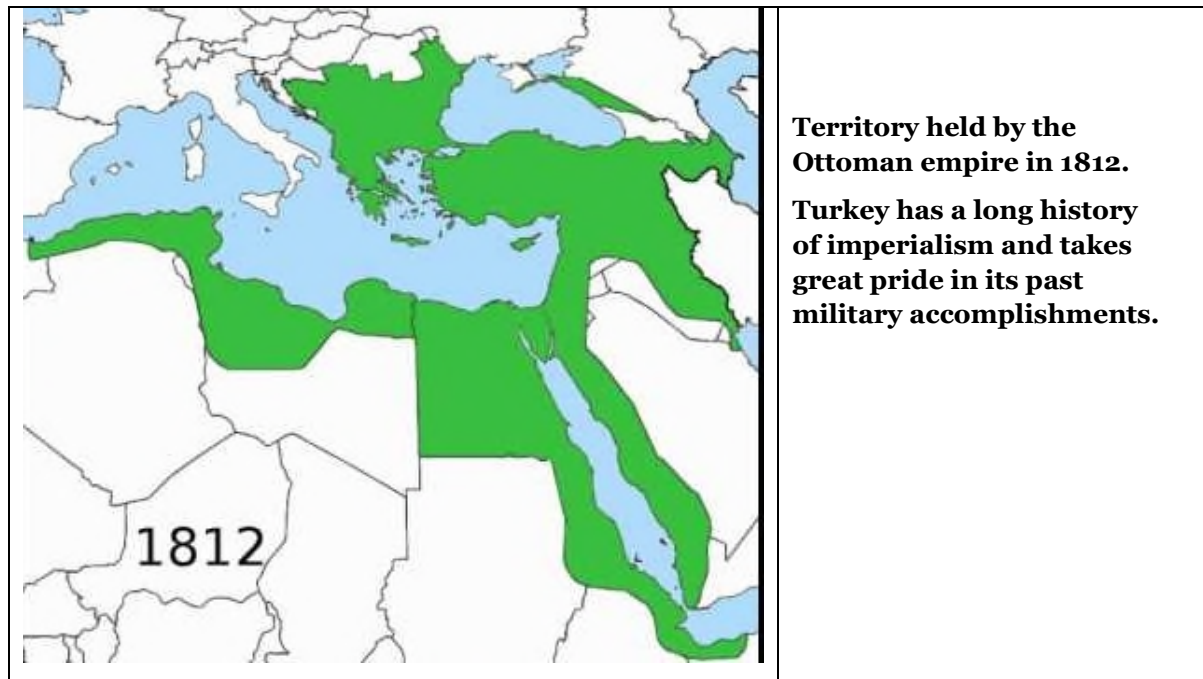 1812
Territory held by the
Ottoman empire in 1812.
Turkey has a long history
of imperialism and takes
great pride in its past
military accomplishments.